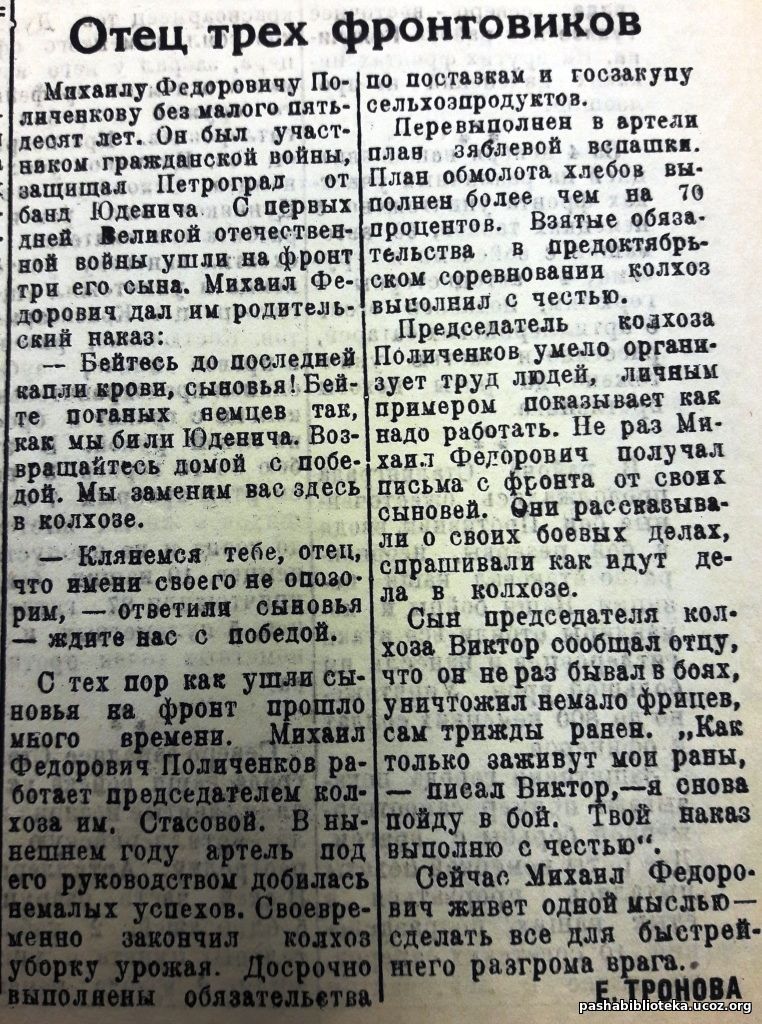 Отец трех фронтовиков
Михаилу Федоровичу По-
личенкову без малого пять-
десят лет. Он был участ-
ником гражданской войны,
защищал Петроград от
банд Юденича. С первых
дней Великой отечествен-
ной войны ушли на фронт
три его сына. Михаил Фе-
дорович дал им родитель-
ский наказ:
— Бейтесь до последней
капли крови, сыновья! Бей-
те поганых немцев так,
как мы били Юденича. Воз-
вращайтесь домой с побе-
дой. Мы заменим вас здесь
в колхозе.
— Клянемся тебе, отец,
что имени своего не опозо-
рим, — ответили сыновья
— ждите нас с победой.
С тех пор как ушли сы-
новья на фронт прошло
много времени. Михаил
Федорович Поличенков ра-
ботает председателем кол-
хоза им. Стасовой. В ны-
нешнем году артель под
его руководством добилась
немалых успехов. Своевре-
менно закончил колхоз
уборку урожая. Досрочно
выполнены обязательства
по поставкам и госзакупу
сельхозпродуктов.
Перевыполнен в артели
план зяблевой вспашки.
План обмолота хлебов вы-
полнен более чем на 70
процентов. Взятые обяза-
тельства в предоктябрь-
ском соревновании колхоз
выполнил с честью.
Председатель колхоза
Поличенков умело органи-
зует труд людей, личным
примером показывает как
надо работать. Не раз Ми-
хаил Федорович получал
письма с фронта от своих
сыновей. Они рассказыва-
ли о своих боевых делах,
спрашивали как идут де-
ла в колхозе.
Сын председателя кол-
хоза Виктор сообщал отцу,
что он не раз бывал в боях,
уничтожил немало фрицев,
сам трижды ранен. „Как
только заживут мои раны,
— писал Виктор,—я снова
пойду в бой. Твой наказ
выполню с честью“.
Сейчас Михаил Федоро-
вич живет одной мыслью—
сделать все для быстрей-
шего разгрома врага.
Е. ТРОНОВА
pashabiblioteka.ucoz.org